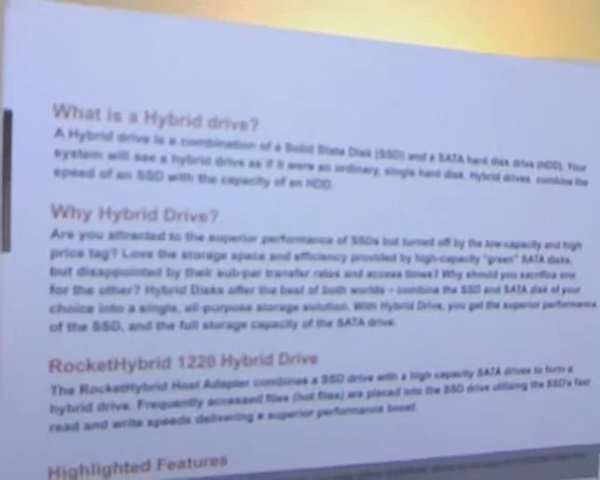 What is a Hybrid drive?
A Hybrid drive is a combination of a Solid State Disk (SSD) and a SATA hard disk drive (HDD). Your
system will see a hybrid drive as if it were an ordinary, single hard disk. Hybrid drives combine the
speed of an SSD with the capacity of an HDD.
Why Hybrid Drive?
Are you attracted to the superior performance of SSDs but turned off by the low capacity and high
price tag? Love the storage space and efficiency provided by high-capacity "green" SATA disks,
but disappointed by their sub-par transfer rates and access times? Why should you sacrifice one
for the other? Hybrid Disks offer the best of both worlds – combine the SSD and SATA disk of your
choice into a single, all-purpose storage solution. With Hybrid Drive, you get the superior performance
of the SSD, and the full storage capacity of the SATA drive.
RocketHybrid 1220 Hybrid Drive
The RocketHybrid Host Adapter combines a SSD drive with a high capacity SATA drives to form a
hybrid drive. Frequently accessed files (hot files) are placed into the SSD drive utilizing the SSD's fast
read and write speeds delivering a superior performance boost.
Highlighted Features